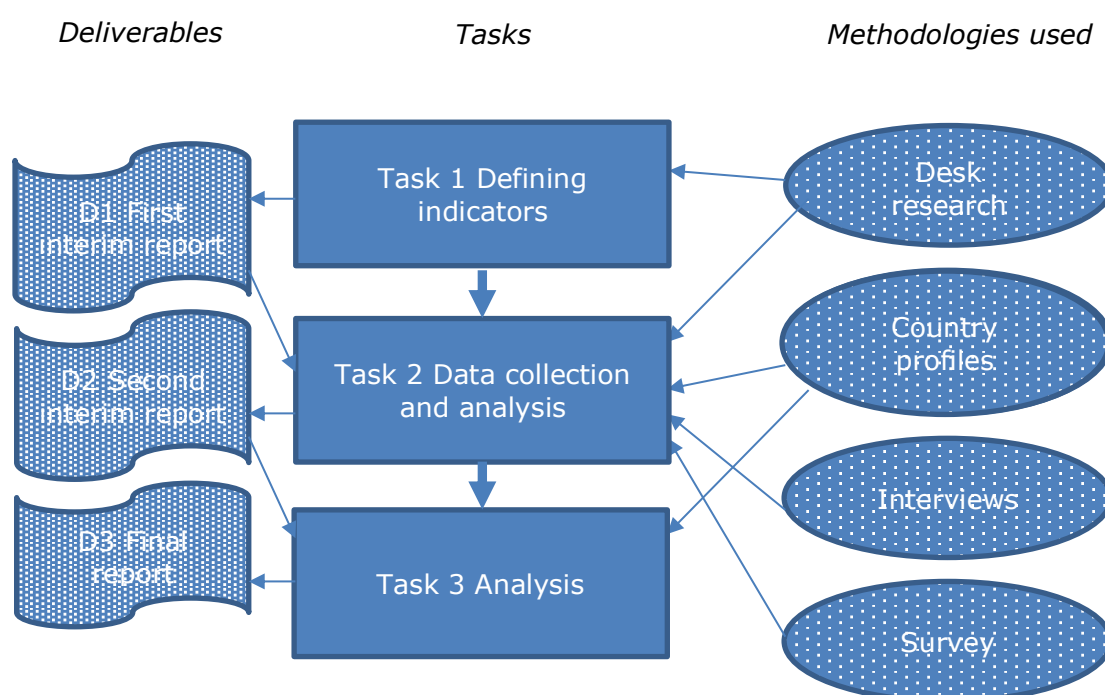 Deliverables
Tasks
Methodologies used
D1 First
interim report
D2 Second
interim report
D3 Final
report
Task 1 Defining
indicators
Task 2 Data collection
and analysis
Task 3 Analysis
Desk
research
Country
profiles
Interviews
Survey